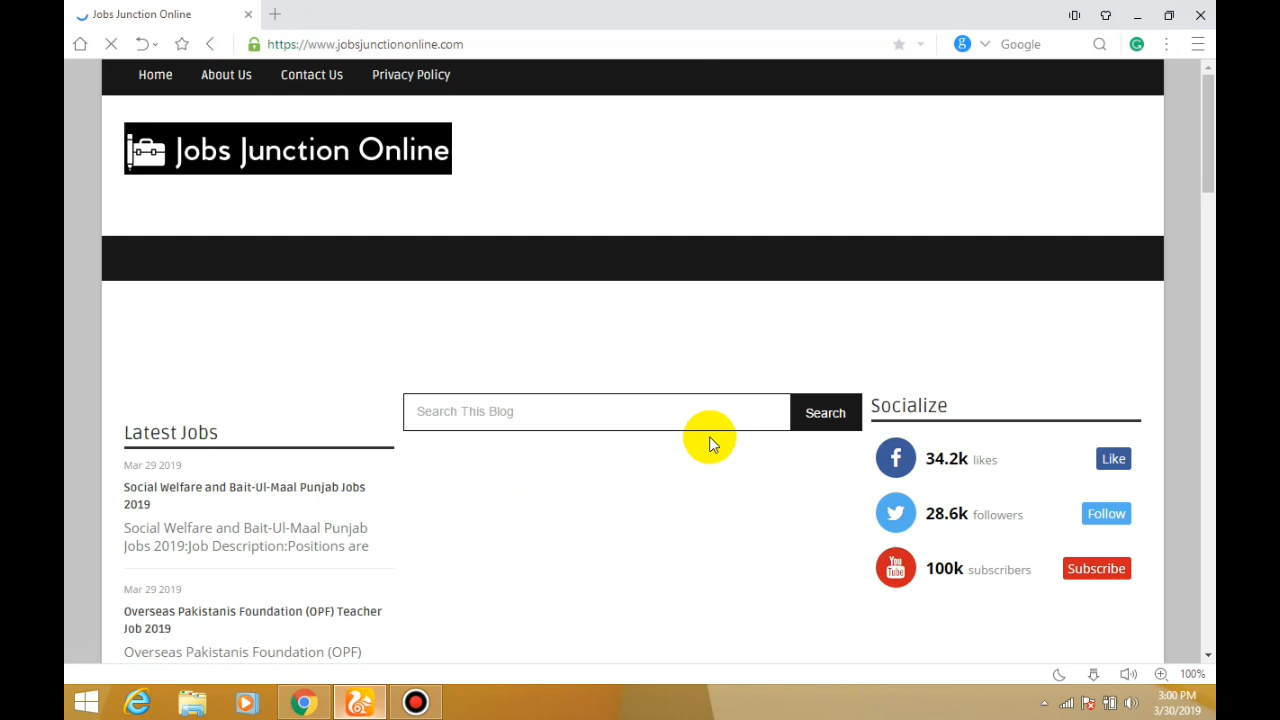 Jobs Junction Online
https://www.jobsjunctiononline.com
Google
Home About Us Contact Us Privacy Policy
Jobs Junction Online
Search This Blog
Search
Latest Jobs
Mar 29 2019
Social Welfare and Bait-Ul-Maal Punjab Jobs
2019
Social Welfare and Bait-Ul-Maal Punjab
Jobs 2019:Job Description:Positions are
Mar 29 2019
Overseas Pakistanis Foundation (OPF) Teacher
Job 2019
Overseas Pakistanis Foundation (OPF)
Socialize
34.2k likes
Like
28.6k followers
Follow
You
Tube
100k subscribers
Subscribe
100%
3:00 PM
3/30/2019